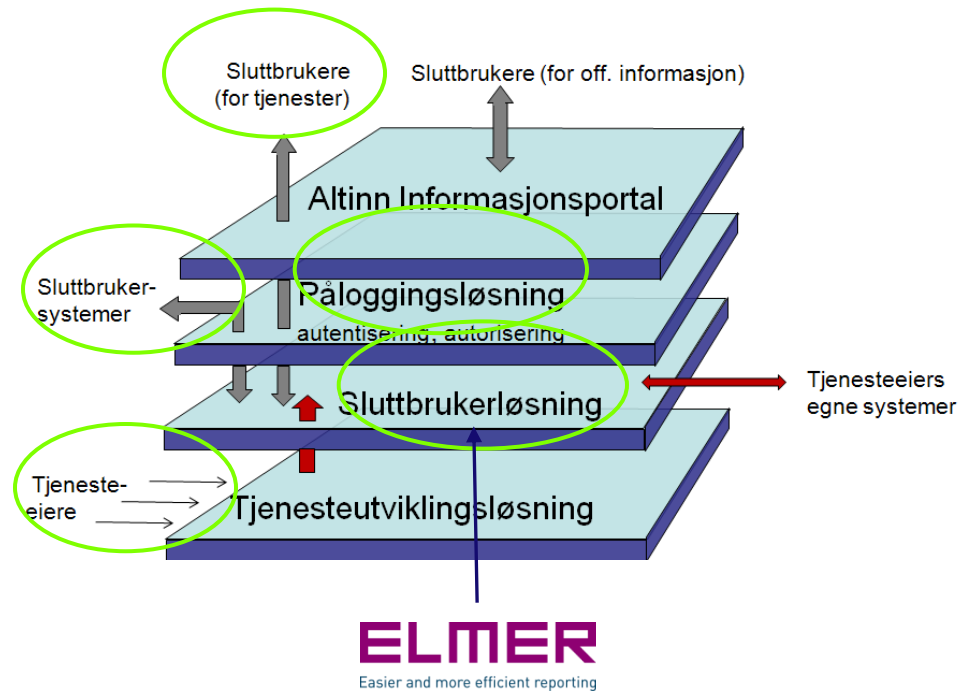 Sluttbrukere
(for tjenester)
Sluttbrukere (for off. informasjon)
Altinn Informasjonsportal
Sluttbruker-
systemer
Påloggingsløsning
autentisering, autorisering
Sluttbrukerløsning
Tjenesteeiers
egne systemer
Tjeneste-
eiere
Tjenesteutviklingsløsning
ELMER
Easier and more efficient reporting